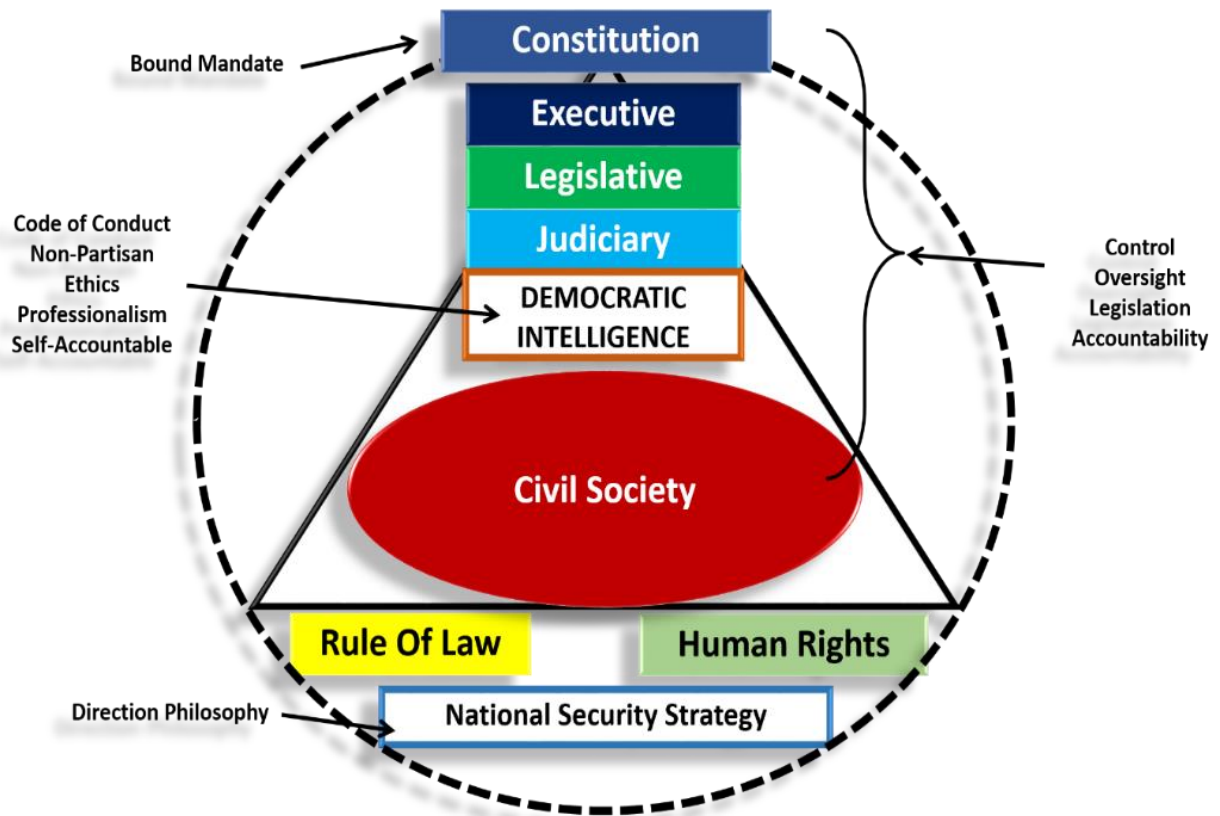 Constitution
Bound Mandate
Executive
Legislative
Judiciary
Code of Conduct
Non-Partisan
Ethics
Professionalism
Self-Accountable
DEMOCRATIC
INTELLIGENCE
Control
Oversight
Legislation
Accountability
Civil Society
Rule Of Law
Human Rights
Direction Philosophy
National Security Strategy